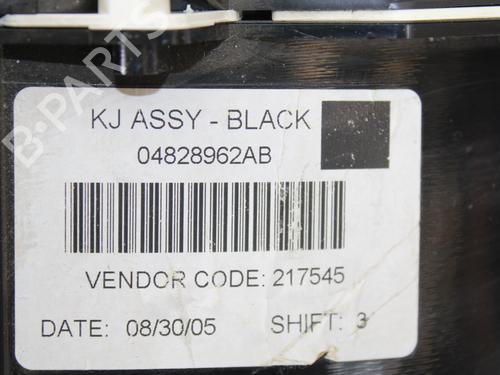 B-PARTS
KJ ASSY - BLACK
04828962AB
VENDOR CODE: 217545
DATE: 08/30/05 SHIFT: 3